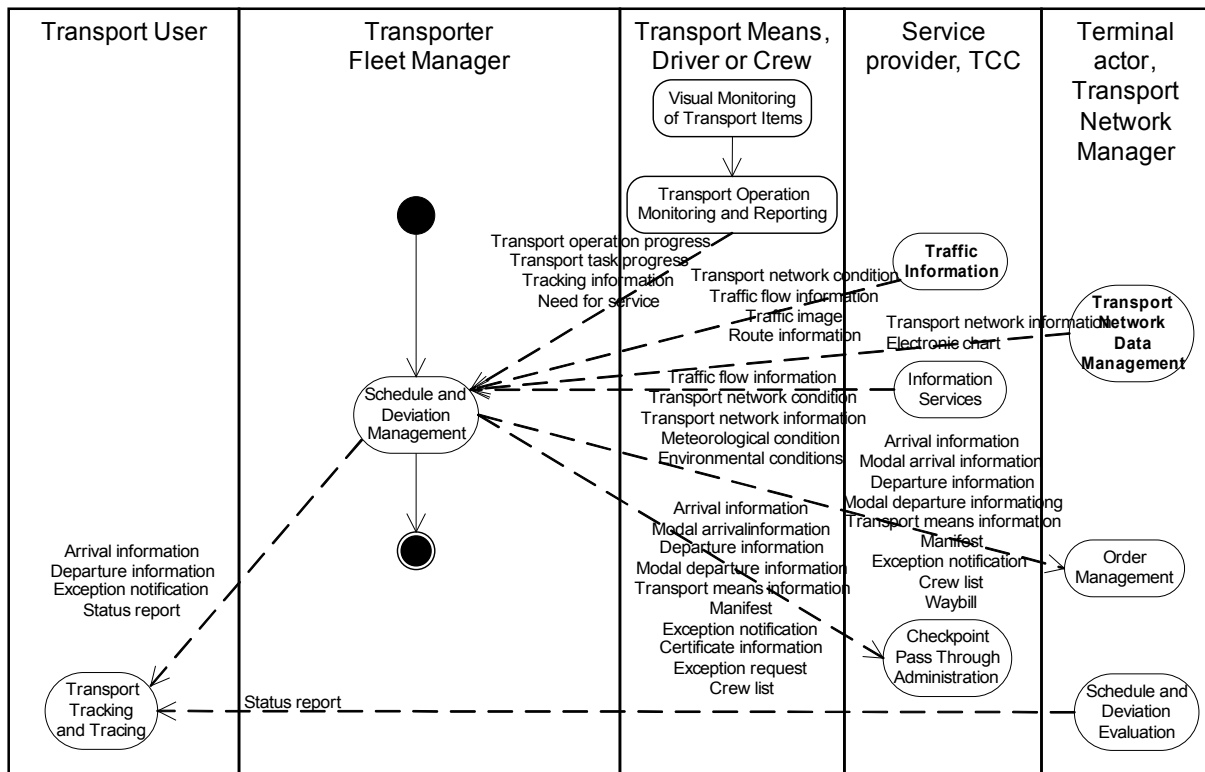 Transport User
Transporter
Fleet Manager
Transport Means,
Driver or Crew
Service
provider, TCC
Terminal
actor,
Transport
Network
Manager
Visual Monitoring
of Transport Items
Transport Operation
Monitoring and Reporting
Transport operation progress
Transport task progress
Tracking information
Need for service
Traffic
Information
Transport network condition
Traffic flow information
Traffic image
Route information
Transport network information
Electronic chart
Transport
Network
Data
Management
Schedule and
Deviation
Management
Information
Services
Traffic flow information
Transport network condition
Transport network information
Meteorological condition
Environmental conditions
Arrival information
Modal arrival information
Departure information
Modal departure informationg
Transport means information
Manifest
Exception notification
Crew list
Waybill
Order
Management
Arrival information
Modal arrivalinformation
Departure information
Modal departure information
Transport means information
Manifest
Exception notification
Certificate information
Exception request
Crew list
Checkpoint
Pass Through
Administration
Arrival information
Departure information
Exception notification
Status report
Transport
Tracking
and Tracing
Status report
Schedule and
Deviation
Evaluation